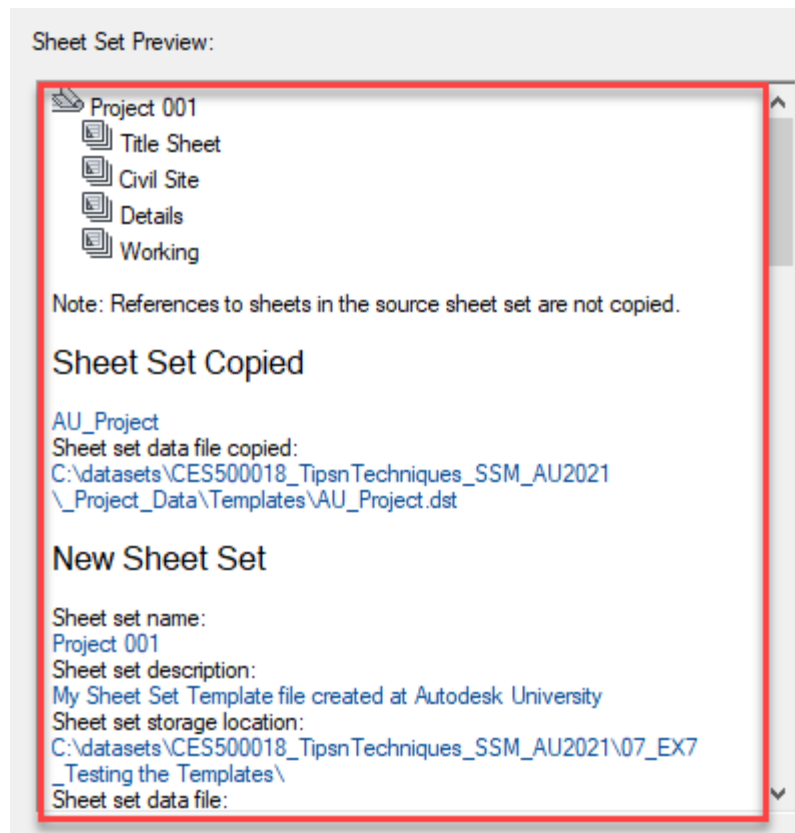 Sheet Set Preview:
Project 001
Title Sheet
Civil Site
Details
Working
Note: References to sheets in the source sheet set are not copied.
Sheet Set Copied
AU_Project
Sheet set data file copied:
C:\datasets\CES500018_TipsnTechniques_SSM_AU2021
\_Project_Data\Templates\AU_Project.dst
New Sheet Set
Sheet set name:
Project 001
Sheet set description:
My Sheet Set Template file created at Autodesk University
Sheet set storage location:
C:\datasets\CES500018_TipsnTechniques_SSM_AU2021\07_EX7
_Testing the Templates\
Sheet set data file: